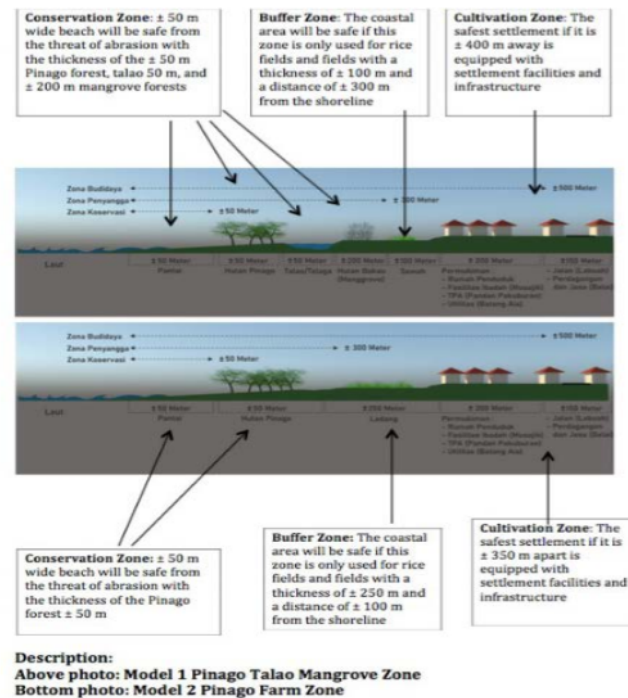 Conservation Zone: ± 50 m
wide beach will be safe from
the threat of abrasion with
the thickness of the ± 50 m
Pinago forest, talao 50 m, and
± 200 m mangrove forests
Buffer Zone: The coastal
area will be safe if this
zone is only used for rice
fields and fields with a
thickness of ± 100 m and
a distance of ± 300 m
from the shoreline
Cultivation Zone: The
safest settlement if it is
± 400 m away is
equipped with
settlement facilities and
infrastructure
Zona Budidaya
±500 Meter
Zona Penyangga
± 300 Meter
Zona Konservasi
±50 Meter
Laut
±50 Meter
Pantai
±50 Meter
Hutan Pinago
±50 Meter
Talao/Telaga
±200 Meter
Hutan Bakau
(Manggrove)
±100 Meter
Sawah
±200 Meter
Permukiman
- Rumah Penduduk
- Fasilitas Ibadah (Musajik)
- TPA (Pandan Pakuburan)
- Utilitas (Batang Aia)
±100 Meter
- Jalan (Labuah)
- Perdagangan
dan Jasa (Balai)
Zona Budidaya
±500 Meter
Zona Penyangga
± 300 Meter
Zona Konservasi
±50 Meter
Laut
±50 Meter
Pantai
±50 Meter
Hutan Pinago
±250 Meter
Ladang
±200 Meter
Permukiman
- Rumah Penduduk
- Fasilitas Ibadah (Musajik)
- TPA (Pandan Pakuburan)
- Utilitas (Batang Aia)
±100 Meter
- Jalan (Labuah)
- Perdagangan
dan Jasa (Balai)
Conservation Zone: ± 50 m
wide beach will be safe from
the threat of abrasion with
the thickness of the Pinago
forest ± 50 m
Buffer Zone: The coastal
area will be safe if this
zone is only used for rice
fields and fields with a
thickness of ± 250 m and
a distance of ± 100 m
from the shoreline
Cultivation Zone: The
safest settlement if it is
± 350 m apart is
equipped with
settlement facilities and
infrastructure
Description:
Above photo: Model 1 Pinago Talao Mangrove Zone
Bottom photo: Model 2 Pinago Farm Zone